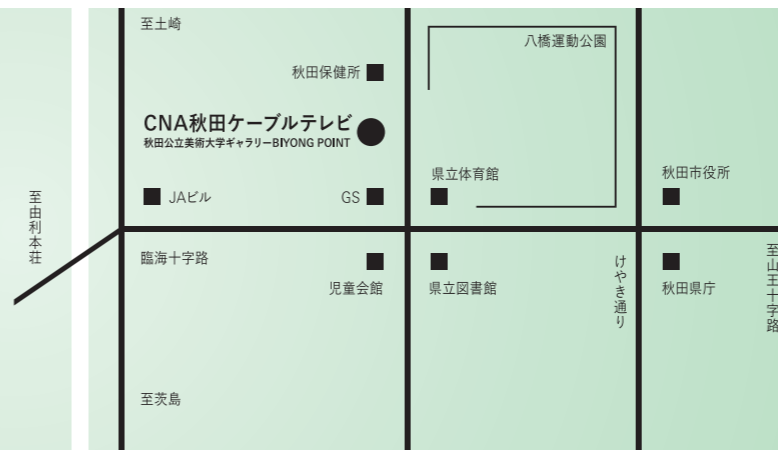 至土崎
八橋運動公園
秋田保健所
CNA秋田ケーブルテレビ
秋田公立美術大学ギャラリーBIYONG POINT
県立体育館
秋田市役所
JAビル
GS
至由利本荘
臨海十字路
児童会館
県立図書館
けやき通り
秋田県庁
至山王十字路
至茨島